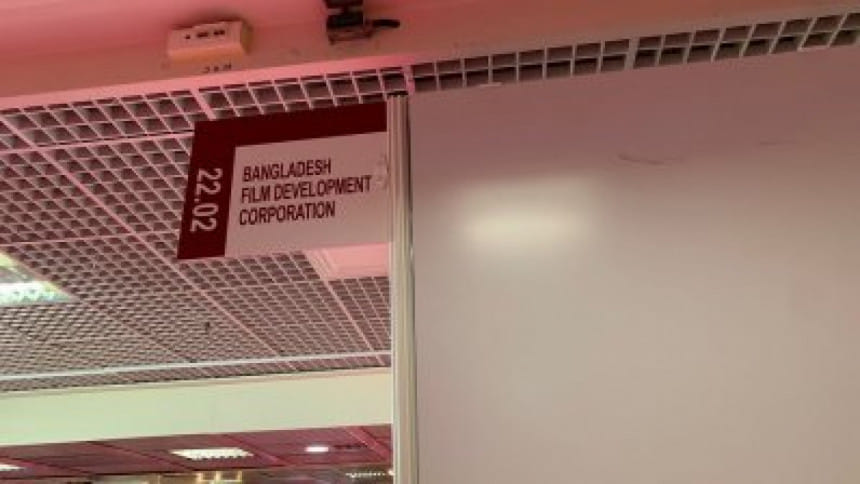 22.02
BANGLADESH
FILM DEVELOPMENT
CORPORATION